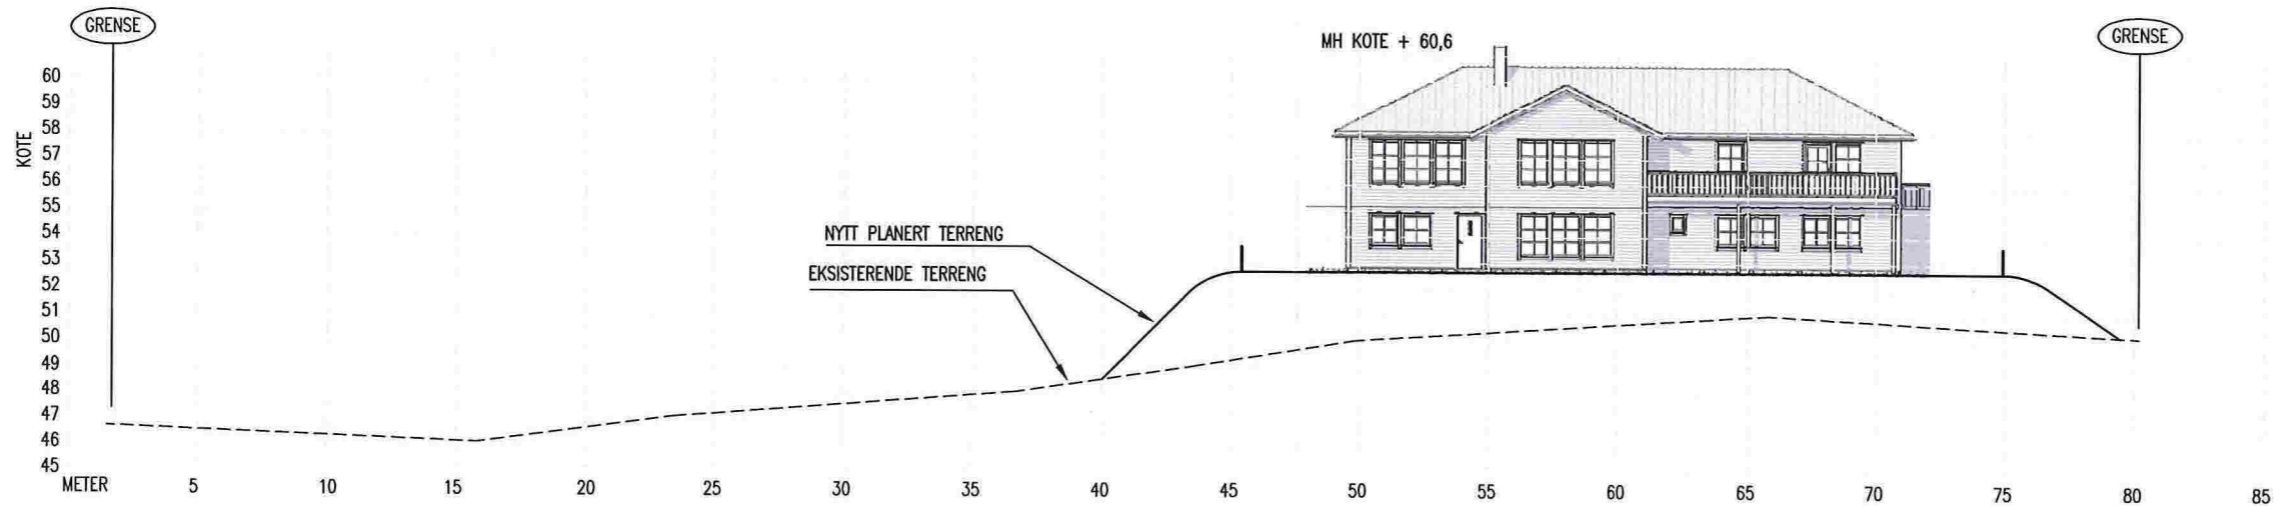 GRENSE
GRENSE
MH KOTE + 60,6
60
59
58
57
56
55
54
53
52
51
50
49
48
47
46
45
KOTE
NYTT PLANERT TERRENG
EKSISTERENDE TERRENG
METER 5 10 15 20 25 30 35 40 45 50 55 60 65 70 75 80 85